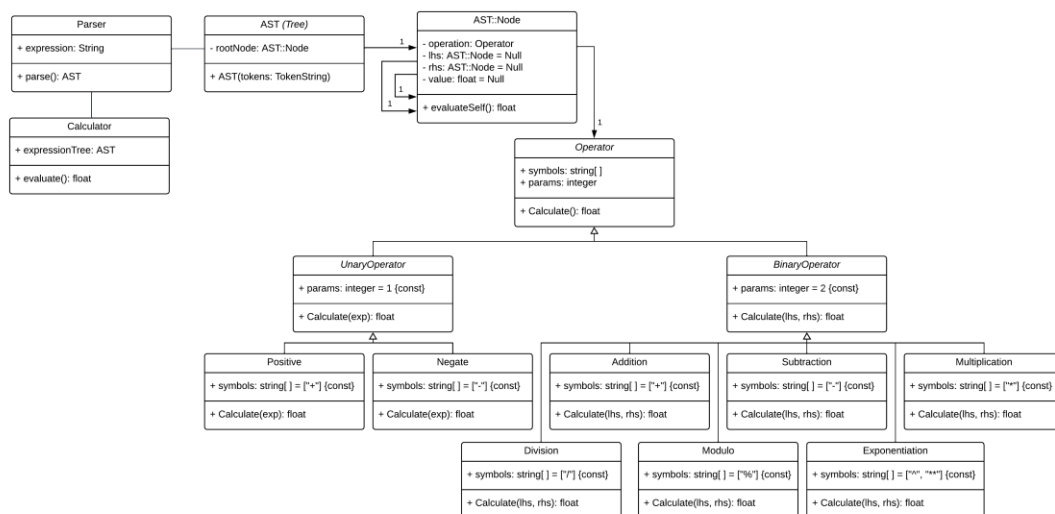 Parser
+ expression: String
+ parse(): AST
AST (Tree)
- rootNode: AST::Node
+ AST(tokens: TokenString)
1
AST::Node
- operation: Operator
- lhs: AST::Node = Null
- rhs: AST::Node = Null
- value: float = Null
+ evaluateSelf(): float
1
1
1
Calculator
+ expressionTree: AST
+ evaluate(): float
Operator
+ symbols: string[ ]
+ params: integer
+ Calculate(): float
UnaryOperator
+ params: integer = 1 {const}
+ Calculate(exp): float
BinaryOperator
+ params: integer = 2 {const}
+ Calculate(lhs, rhs): float
Positive
+ symbols: string[ ] = ["+"] {const}
+ Calculate(exp): float
Negate
+ symbols: string[ ] = ["-"] {const}
+ Calculate(exp): float
Addition
+ symbols: string[ ] = ["+"] {const}
+ Calculate(lhs, rhs): float
Subtraction
+ symbols: string[ ] = ["-"] {const}
+ Calculate(lhs, rhs): float
Multiplication
+ symbols: string[ ] = ["*"] {const}
+ Calculate(lhs, rhs): float
Division
+ symbols: string[ ] = ["/"] {const}
+ Calculate(lhs, rhs): float
Modulo
+ symbols: string[ ] = ["%"] {const}
+ Calculate(lhs, rhs): float
Exponentiation
+ symbols: string[ ] = ["^", "**"] {const}
+ Calculate(lhs, rhs): float